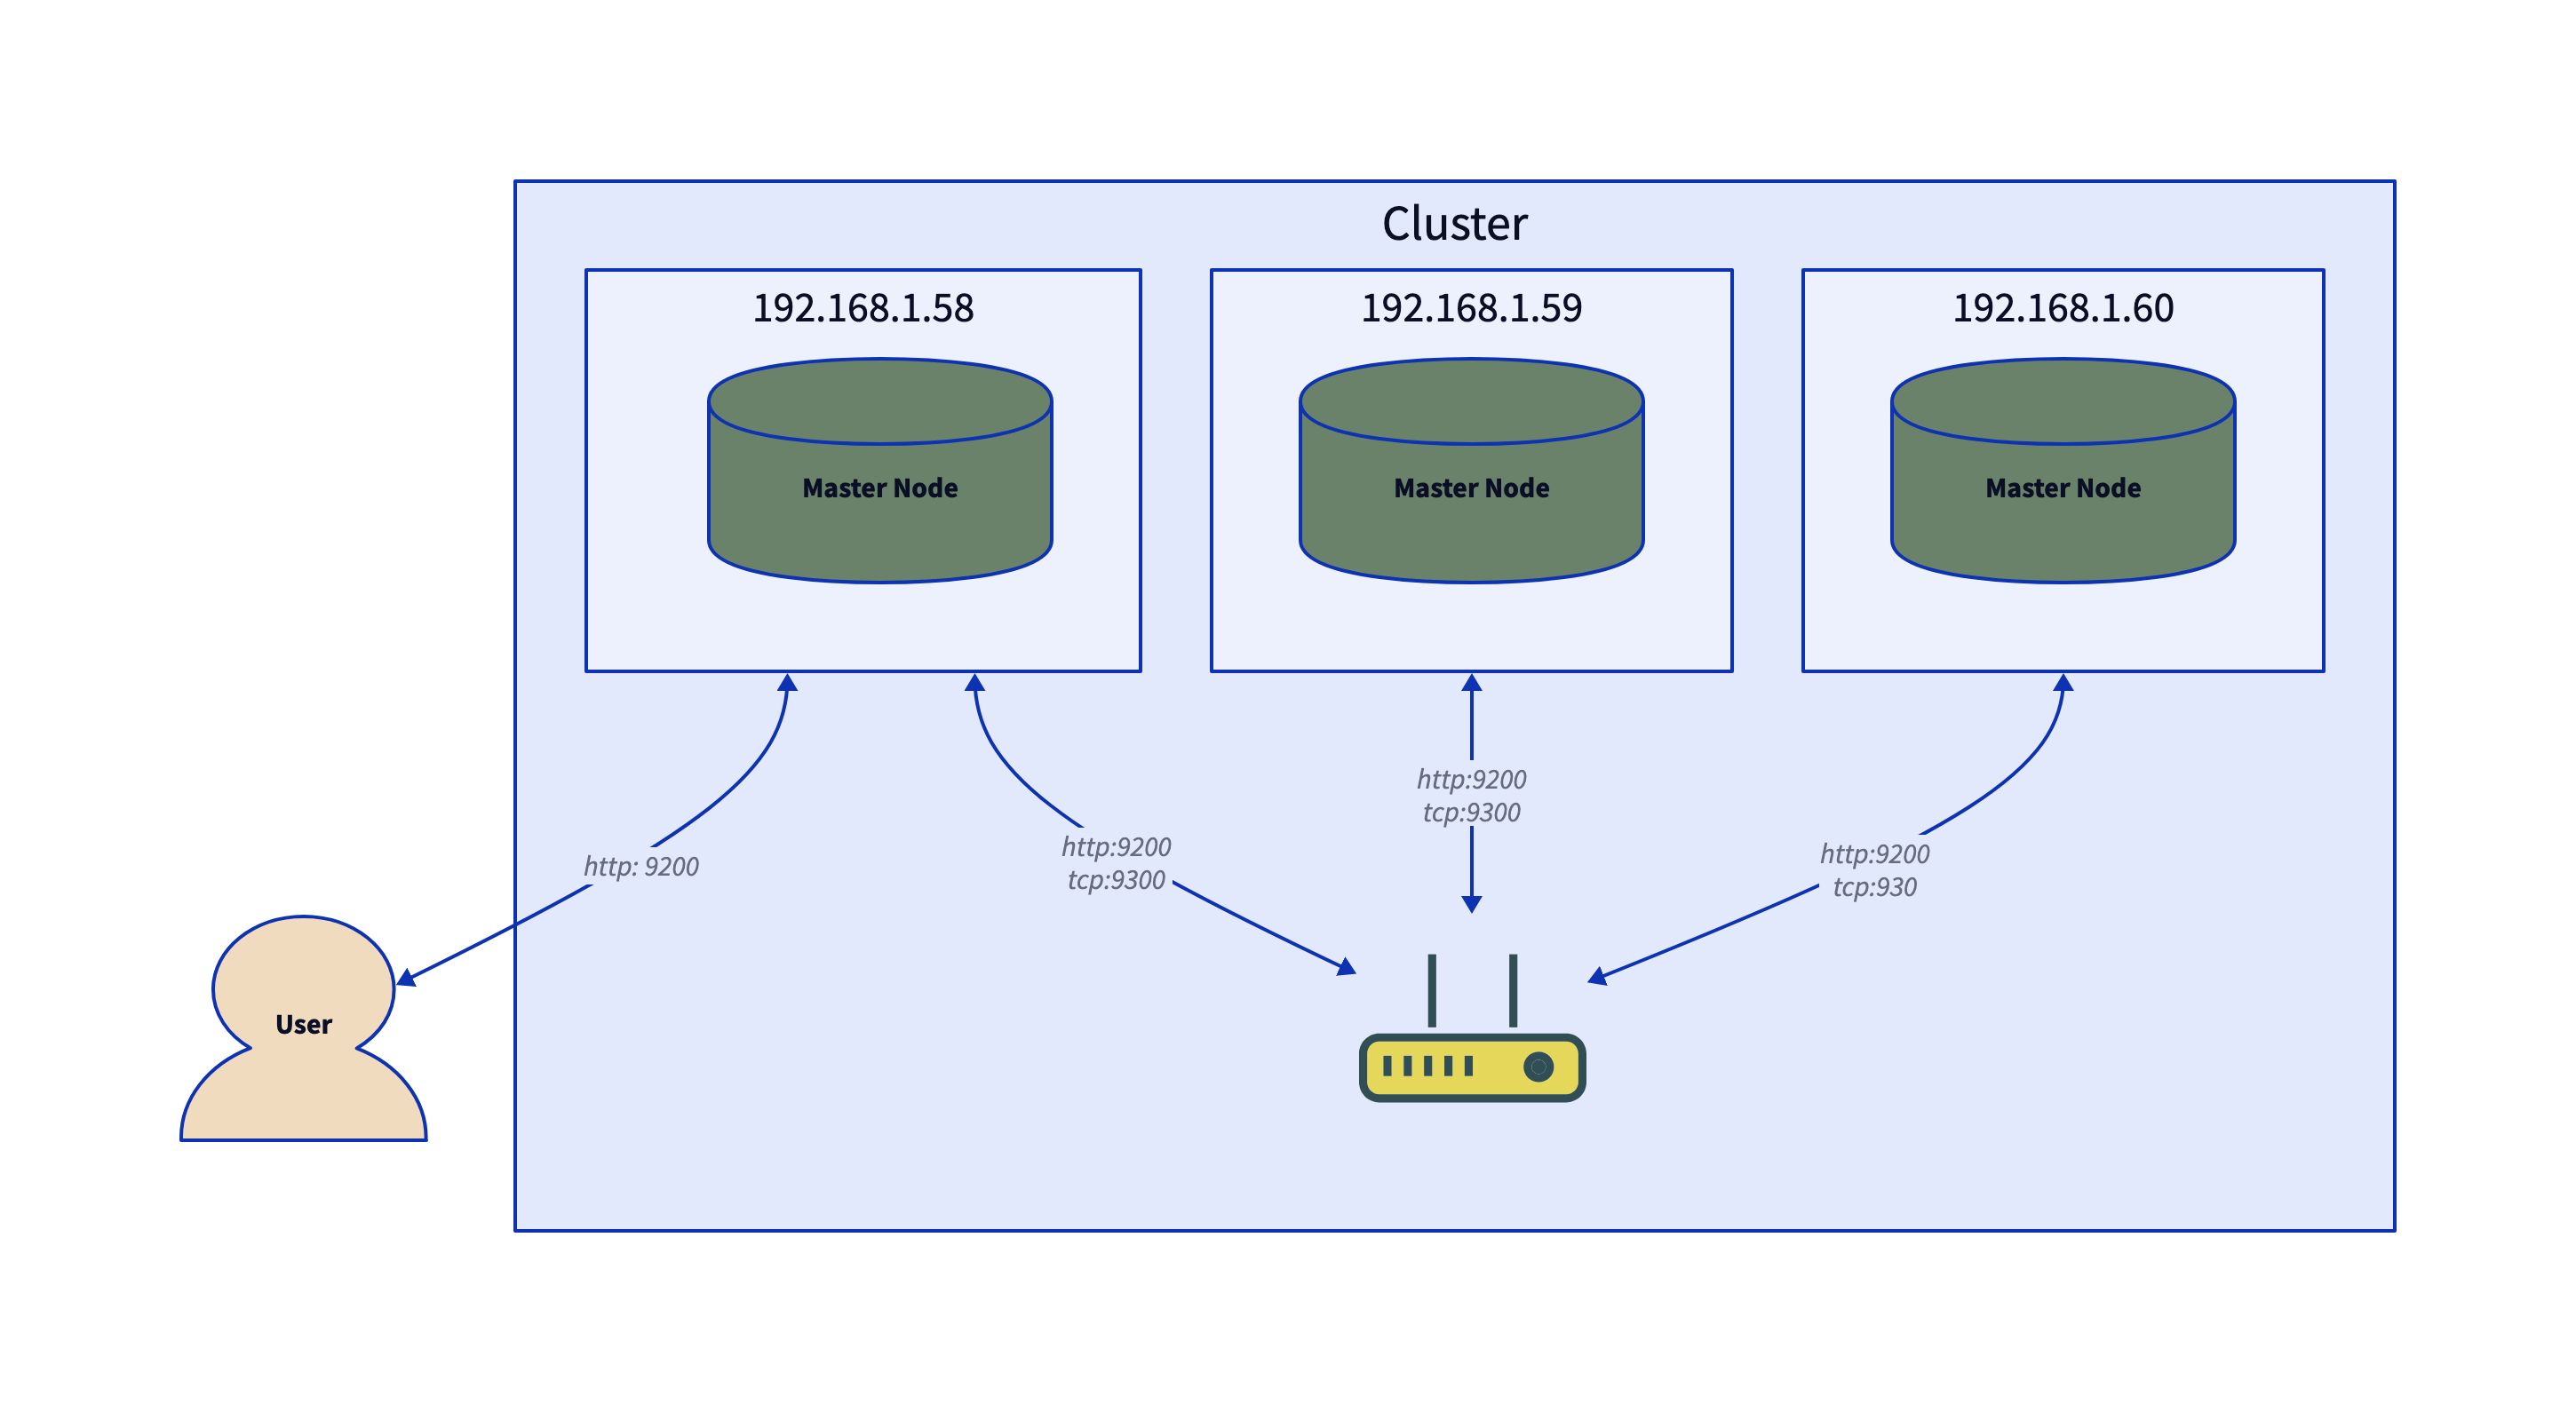 Cluster
192.168.1.58
192.168.1.59
192.168.1.60
Master Node
Master Node
Master Node
http: 9200
http:9200
tcp:9300
http:9200
tcp:9300
http:9200
tcp:930
User